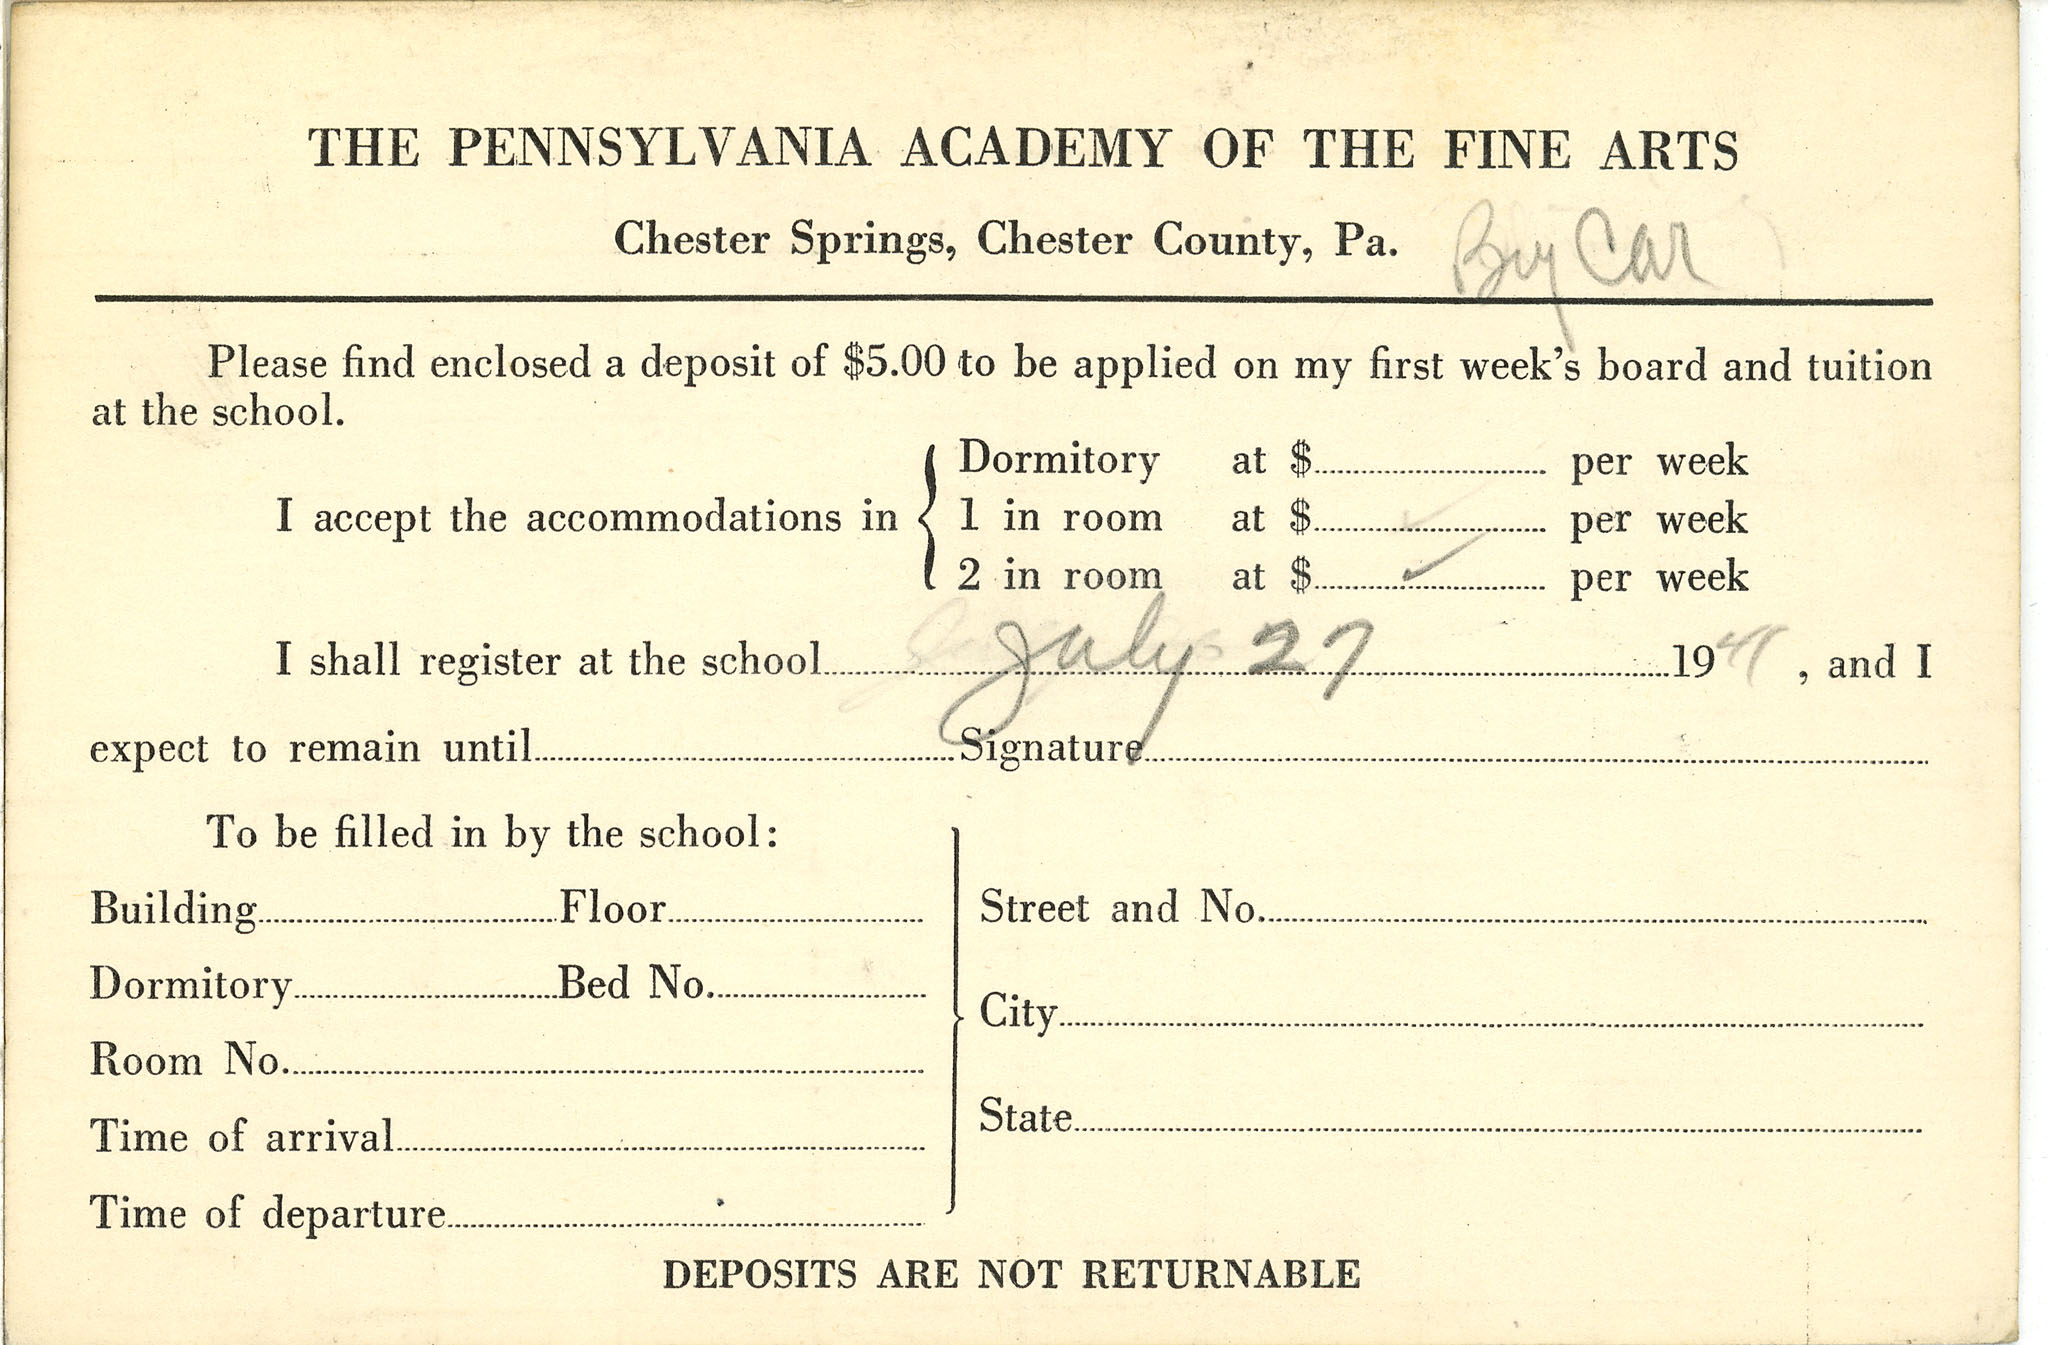 THE PENNSYLVANIA ACADEMY OF THE FINE ARTS
Chester Springs, Chester County, Pa.
By Car
Please find enclosed a deposit of $5.00 to be applied on my first week's board and tuition
at the school.
I accept the accommodations in
Dormitory at $ per week
1 in room at $ per week
2 in room at $ ✓ per week
I shall register at the school July 27 1941, and I
expect to remain until Signature
To be filled in by the school:
Building Floor
Dormitory Bed No.
Room No.
Time of arrival
Time of departure
Street and No.
City
State
DEPOSITS ARE NOT RETURNABLE